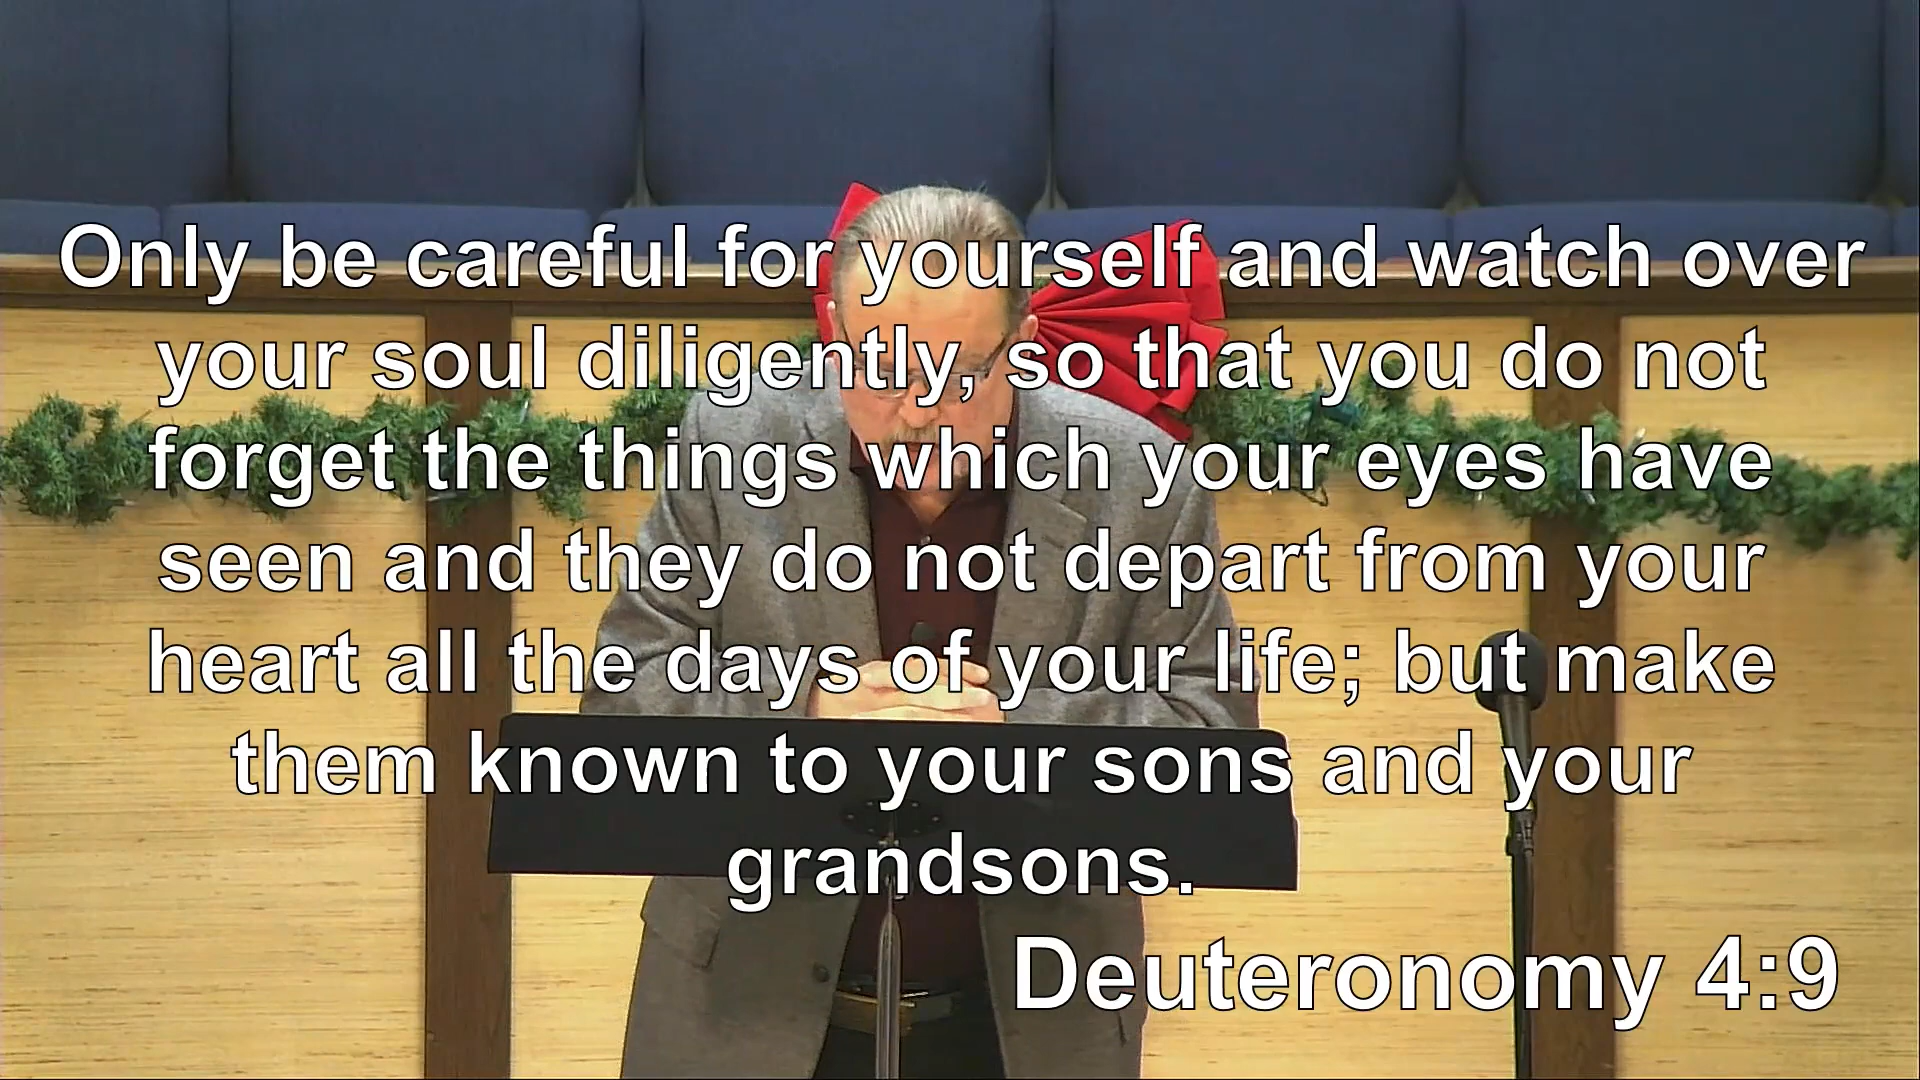 Only be careful for yourself and watch over
your soul diligently, so that you do not
forget the things which your eyes have
seen and they do not depart from your
heart all the days of your life; but make
them known to your sons and your
grandsons.
Deuteronomy 4:9